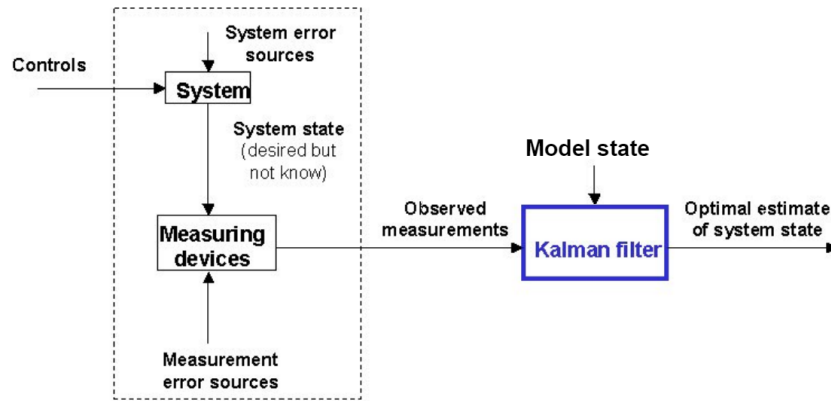 System error
sources
Controls
System
System state
(desired but
not know)
Model state
Observed
measurements
Optimal estimate
of system state
Measuring
devices
Kalman filter
Measurement
error sources